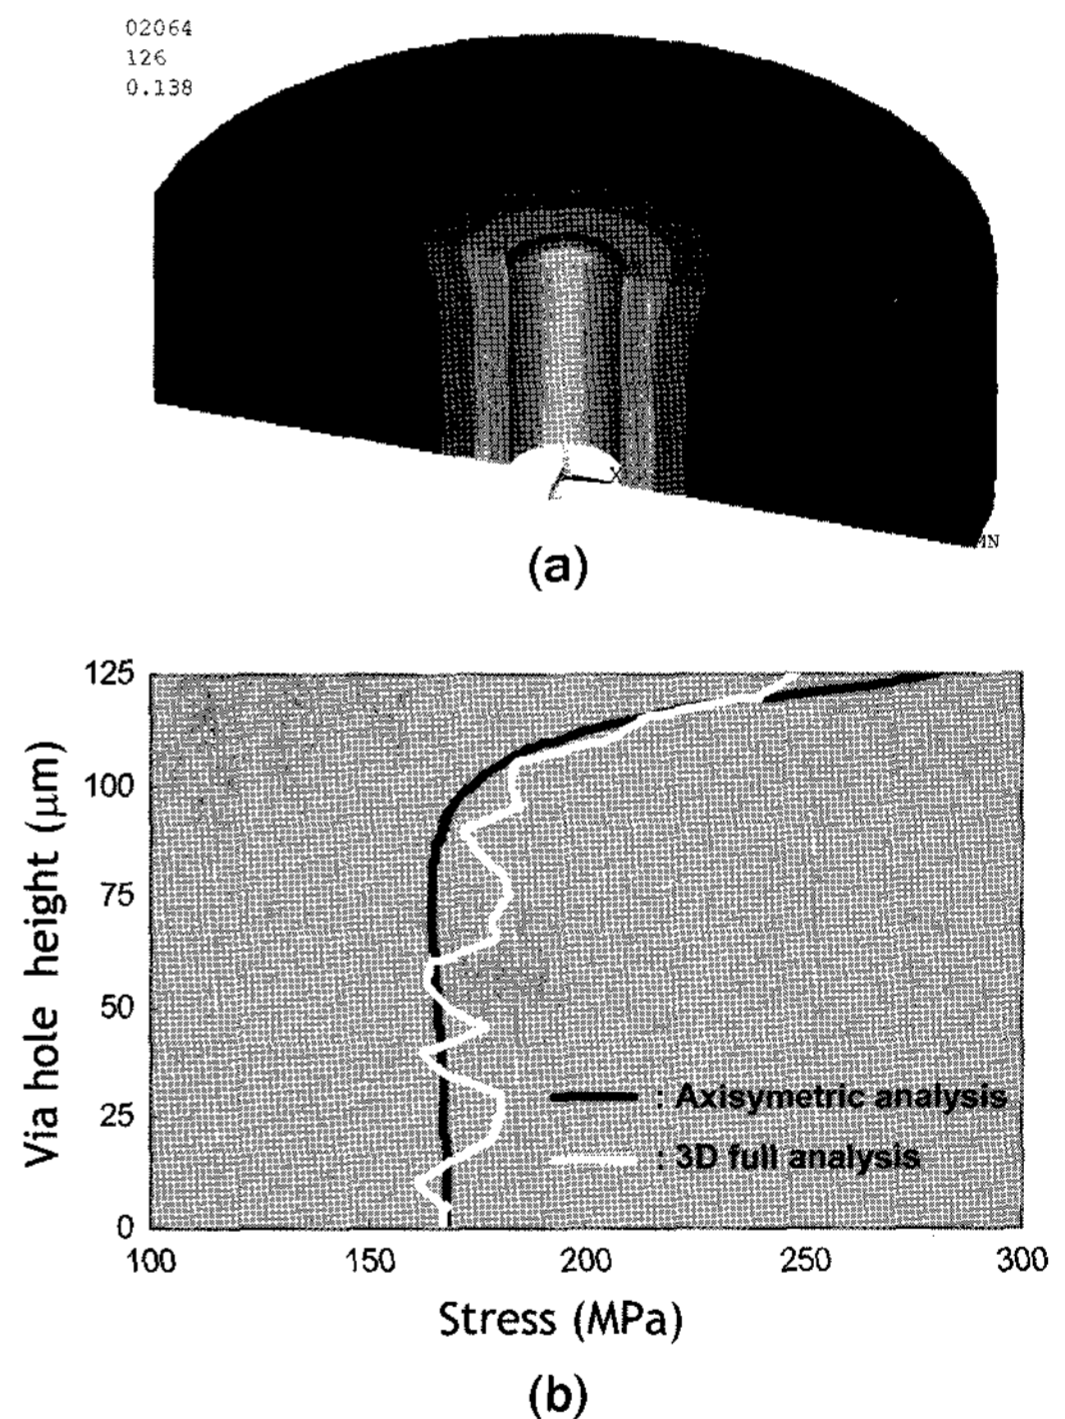 02064
126
0.138
X
MN
(a)
125
100
75
50
25
0
Via hole height (μm)
: Axisymetric analysis
: 3D full analysis
100 150 200 250 300
Stress (MPa)
(b)